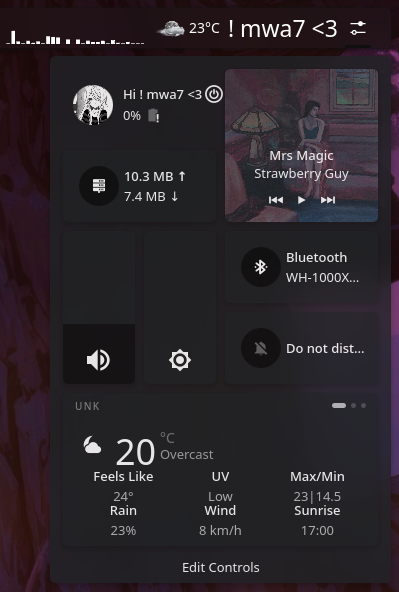 23°C ! mwa7 <3
Hi ! mwa7 <3
0%
Mrs Magic
Strawberry Guy
10.3 MB ↑
7.4 MB ↓
Bluetooth
WH-1000X...
Do not dist...
UNK
20 °C
Overcast
Feels Like UV Max/Min
24° Low 23|14.5
Rain Wind Sunrise
23% 8 km/h 17:00
Edit Controls